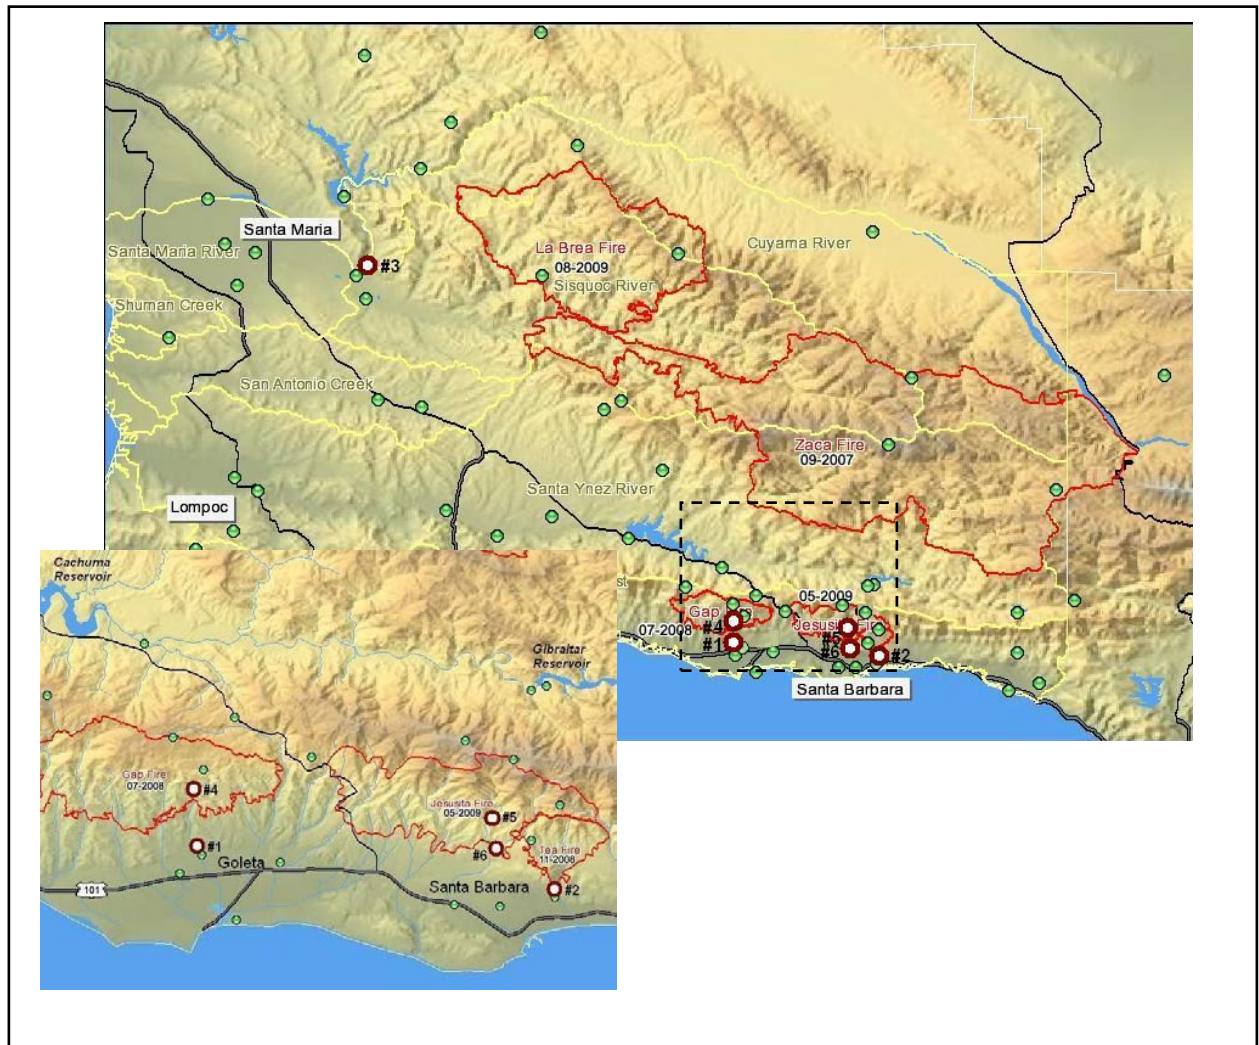 Santa Maria
Santa Maria River
#3
La Brea Fire
08-2009
Sisquoc River
Cuyama River
Shuman Creek
San Antonio Creek
Zaca Fire
09-2007
Santa Ynez River
Lompoc
05-2009
Gap
07-2008
#4
#1
Jesusita Fire
#5
#6
#2
Santa Barbara
Cachuma
Reservoir
Gibraltar
Reservoir
Gap Fire
07-2008
#4
Jesusita Fire
05-2009
#5
#1
#6
Tea Fire
11-2008
Goleta
101
Santa Barbara
#2